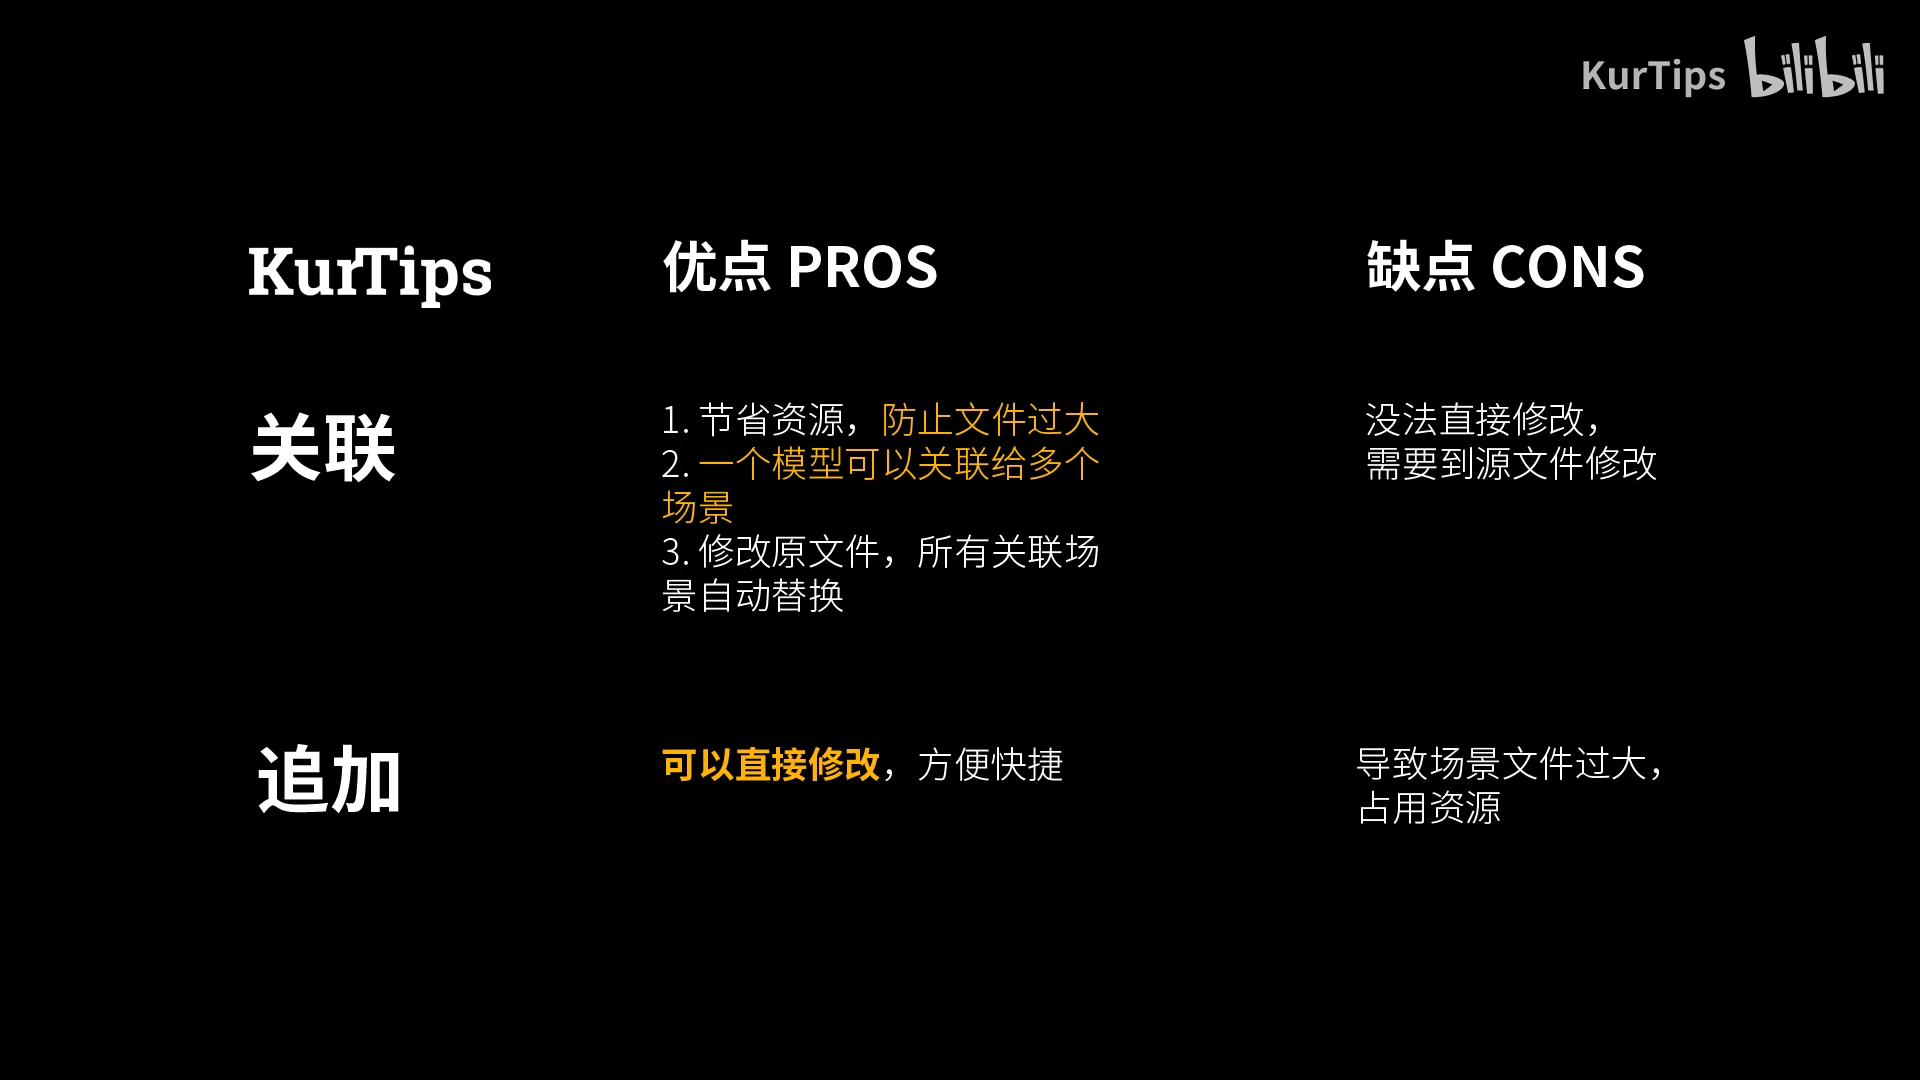 KurTips bilibili
KurTips
优点 PROS
缺点 CONS
关联
1. 节省资源，防止文件过大
2. 一个模型可以关联给多个
场景
3. 修改原文件，所有关联场
景自动替换
没法直接修改，
需要到源文件修改
追加
可以直接修改，方便快捷
导致场景文件过大，
占用资源